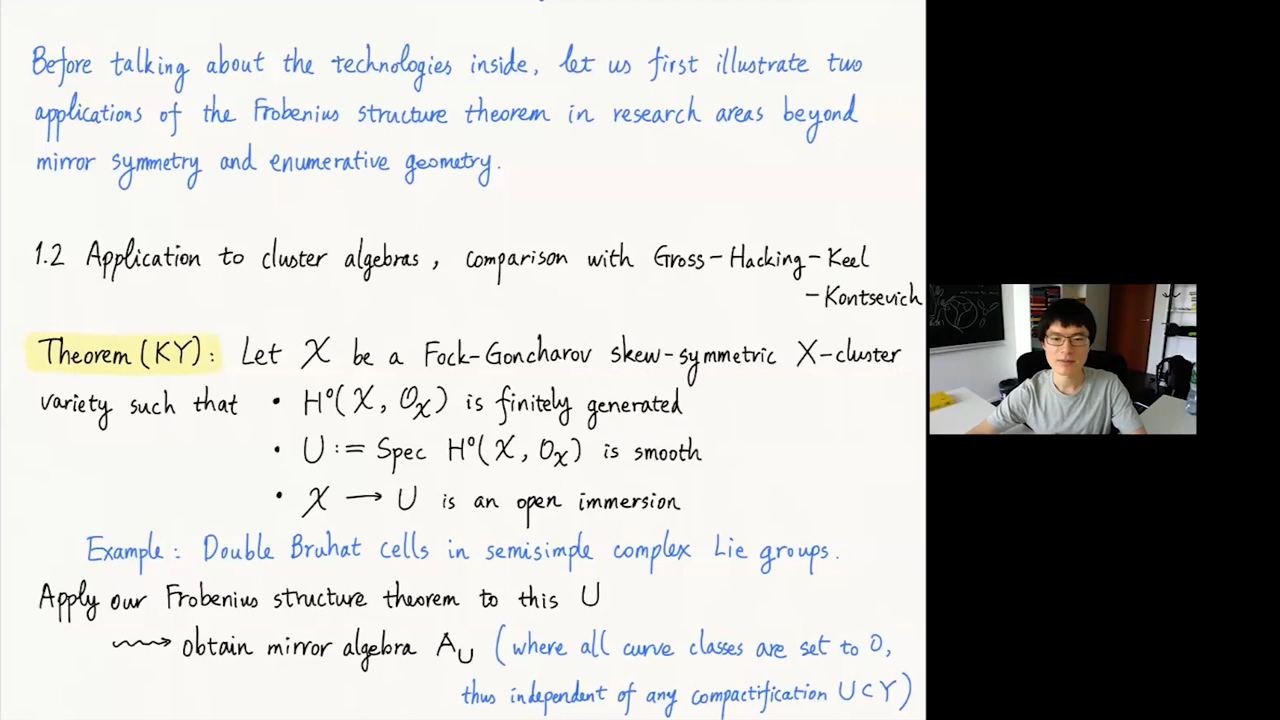 Before talking about the technologies inside, let us first illustrate two
applications of the Frobenius structure theorem in research areas beyond
mirror symmetry and enumerative geometry.
1.2 Application to cluster algebras, comparison with Gross-Hacking-Keel
-Kontsevich
Theorem (KY): Let X be a Fock-Goncharov skew-symmetric X-cluster
variety such that • H⁰(X, O_X) is finitely generated
• U := Spec H⁰(X, O_X) is smooth
• X → U is an open immersion
Example: Double Bruhat cells in semisimple complex Lie groups.
Apply our Frobenius structure theorem to this U
⇝ obtain mirror algebra A_U (where all curve classes are set to 0,
thus independent of any compactification U⊂Y)